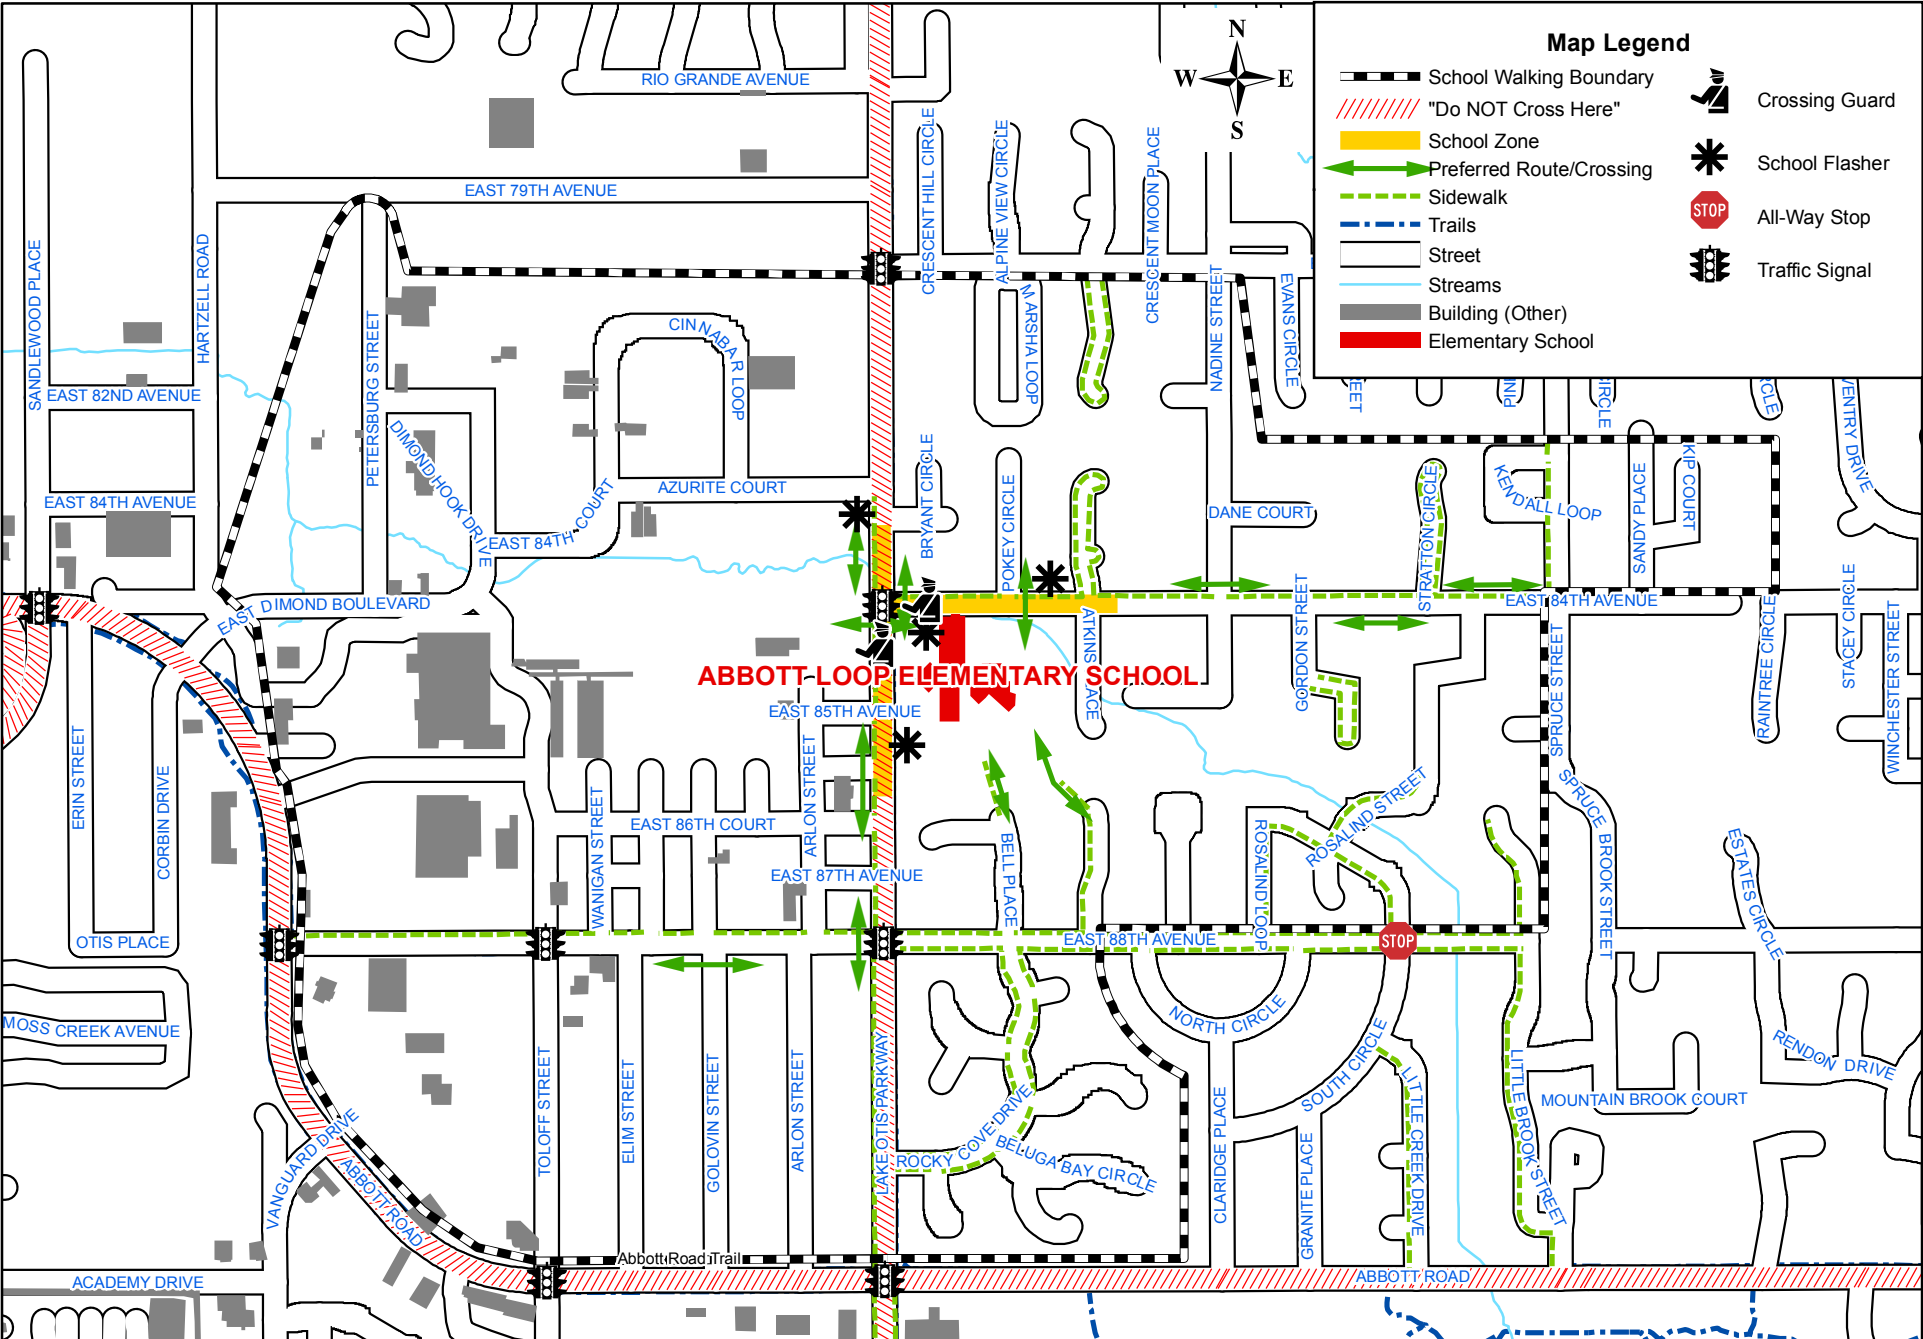 Map Legend
School Walking Boundary
"Do NOT Cross Here"
School Zone
Preferred Route/Crossing
Sidewalk
Trails
Street
Streams
Building (Other)
Elementary School
Crossing Guard
School Flasher
STOP
All-Way Stop
Traffic Signal
N
W E
S
RIO GRANDE AVENUE
EAST 79TH AVENUE
SANDLEWOOD PLACE
HARTZELL ROAD
CRESCENT HILL CIRCLE
ALPINE VIEW CIRCLE
CRESCENT MOON PLACE
MARSHA LOOP
NADINE STREET
EVANS CIRCLE
PETERSBURG STREET
CINNABAR LOOP
EAST 82ND AVENUE
DIMOND HOOK DRIVE
EAST 84TH AVENUE
AZURITE COURT
EAST 84TH COURT
BRYANT CIRCLE
POKEY CIRCLE
DANE COURT
STRATTON CIRCLE
KENDALL LOOP
SANDY PLACE
KIP COURT
EET
PINN
IRCLE
RCLE
VENTRY DRIVE
EAST DIMOND BOULEVARD
EAST 84TH AVENUE
ATKINS PLACE
GORDON STREET
SPRUCE STREET
RAINTREE CIRCLE
STACEY CIRCLE
WINCHESTER STREET
ABBOTT LOOP ELEMENTARY SCHOOL
EAST 85TH AVENUE
ERIN STREET
CORBIN DRIVE
ARLON STREET
WANIGAN STREET
EAST 86TH COURT
EAST 87TH AVENUE
BELL PLACE
ROSALIND LOOP
ROSALIND STREET
SPRUCE BROOK STREET
ESTATES CIRCLE
OTIS PLACE
EAST 88TH AVENUE
STOP
MOSS CREEK AVENUE
NORTH CIRCLE
SOUTH CIRCLE
RENDON DRIVE
MOUNTAIN BROOK COURT
VANGUARD DRIVE
ABBOTT ROAD
TOLOFF STREET
ELIM STREET
GOLOVIN STREET
ARLON STREET
LAKE OTIS PARKWAY
ROCKY COVE DRIVE
BELUGA BAY CIRCLE
CLARIDGE PLACE
GRANITE PLACE
LITTLE CREEK DRIVE
LITTLE BROOK STREET
Abbott Road Trail
ACADEMY DRIVE
ABBOTT ROAD